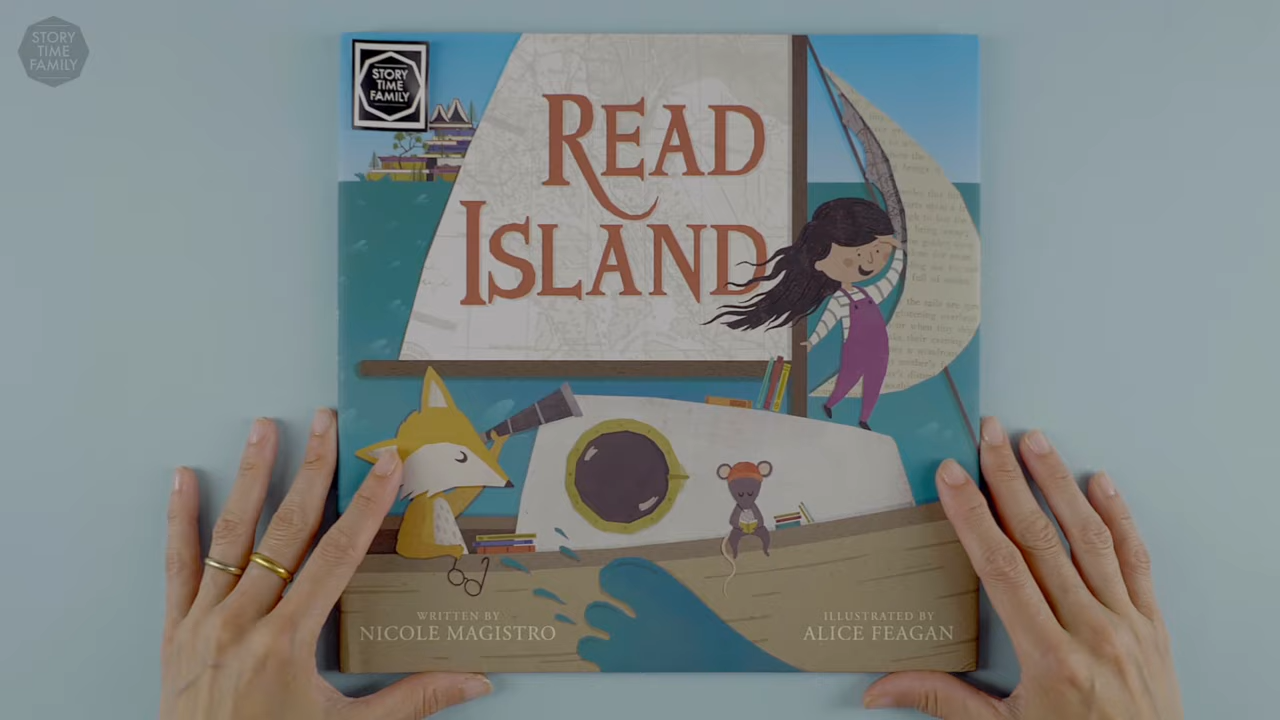 STORY
TIME
FAMILY
STORY
TIME
FAMILY
READ
ISLAND
WRITTEN BY
NICOLE MAGISTRO
ILLUSTRATED BY
ALICE FEAGAN